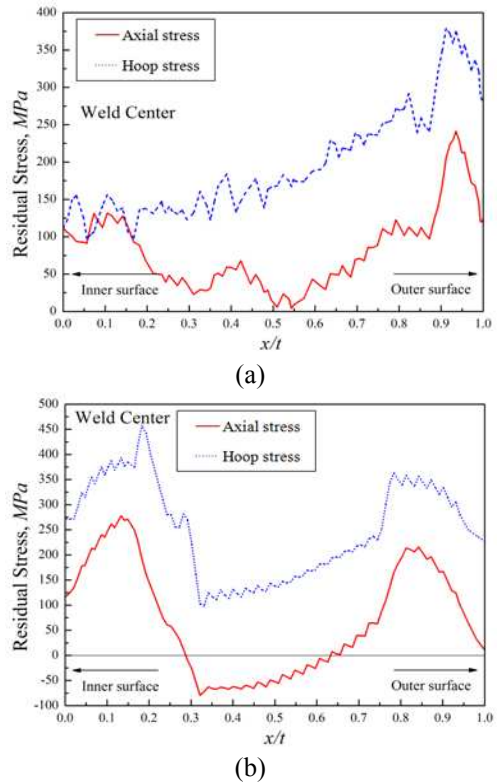 400
350
300
250
200
150
100
50
0
Residual Stress, MPa
Axial stress
Hoop stress
Weld Center
Inner surface
Outer surface
0.0 0.1 0.2 0.3 0.4 0.5 0.6 0.7 0.8 0.9 1.0
x/t
(a)
500
450
400
350
300
250
200
150
100
50
0
-50
-100
Residual Stress, MPa
Weld Center
Axial stress
Hoop stress
Inner surface
Outer surface
0.0 0.1 0.2 0.3 0.4 0.5 0.6 0.7 0.8 0.9 1.0
x/t
(b)